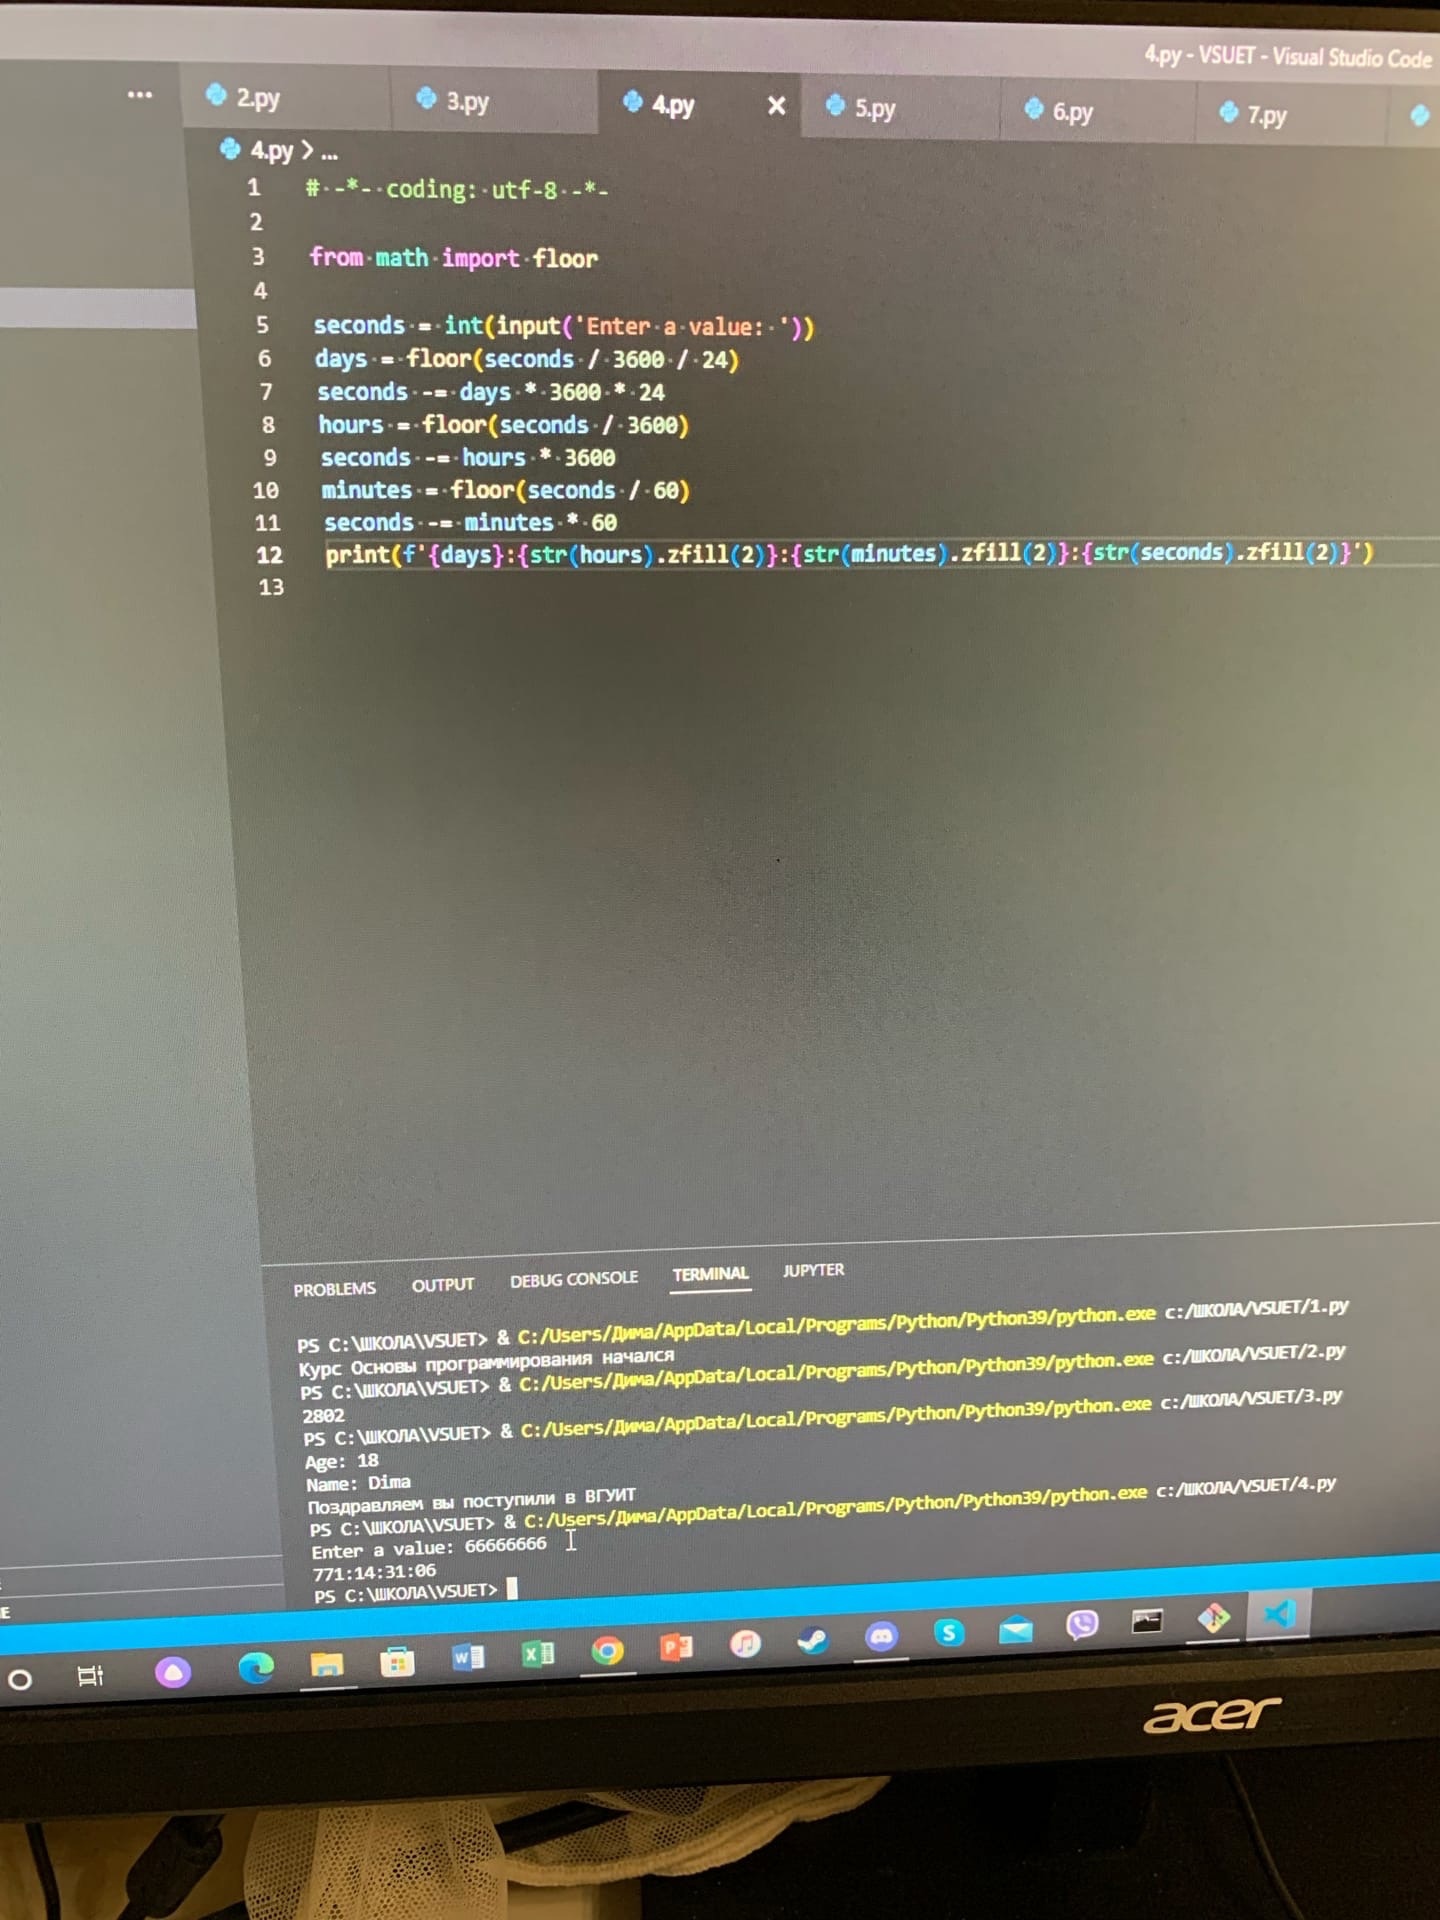 4.py - VSUET - Visual Studio Code
... 2.py 3.py 4.py × 5.py 6.py 7.py
4.py > ...
1 # -*- coding: utf-8 -*-
2
3 from math import floor
4
5 seconds = int(input('Enter a value: '))
6 days = floor(seconds / 3600 / 24)
7 seconds -= days * 3600 * 24
8 hours = floor(seconds / 3600)
9 seconds -= hours * 3600
10 minutes = floor(seconds / 60)
11 seconds -= minutes * 60
12 print(f'{days}:{str(hours).zfill(2)}:{str(minutes).zfill(2)}:{str(seconds).zfill(2)}')
13
PROBLEMS OUTPUT DEBUG CONSOLE TERMINAL JUPYTER
PS C:\ШКОЛА\VSUET> & C:/Users/Дима/AppData/Local/Programs/Python/Python39/python.exe c:/ШКОЛА/VSUET/1.py
Курс Основы программирования начался
PS C:\ШКОЛА\VSUET> & C:/Users/Дима/AppData/Local/Programs/Python/Python39/python.exe c:/ШКОЛА/VSUET/2.py
2802
PS C:\ШКОЛА\VSUET> & C:/Users/Дима/AppData/Local/Programs/Python/Python39/python.exe c:/ШКОЛА/VSUET/3.py
Age: 18
Name: Dima
Поздравляем вы поступили в ВГУИТ
PS C:\ШКОЛА\VSUET> & C:/Users/Дима/AppData/Local/Programs/Python/Python39/python.exe c:/ШКОЛА/VSUET/4.py
Enter a value: 66666666
771:14:31:06
PS C:\ШКОЛА\VSUET>
acer